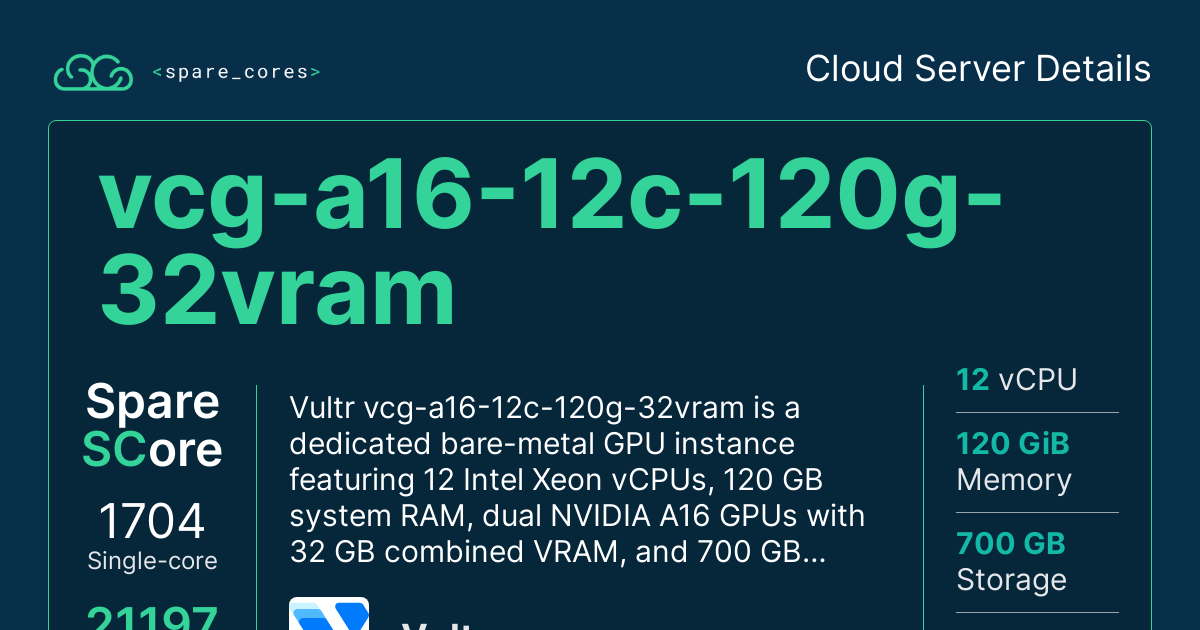 <spare_cores>
Cloud Server Details
vcg-a16-12c-120g-
32vram
Spare
SCore
1704
Single-core
21197
Vultr vcg-a16-12c-120g-32vram is a
dedicated bare-metal GPU instance
featuring 12 Intel Xeon vCPUs, 120 GB
system RAM, dual NVIDIA A16 GPUs with
32 GB combined VRAM, and 700 GB...
12 vCPU
120 GiB
Memory
700 GB
Storage